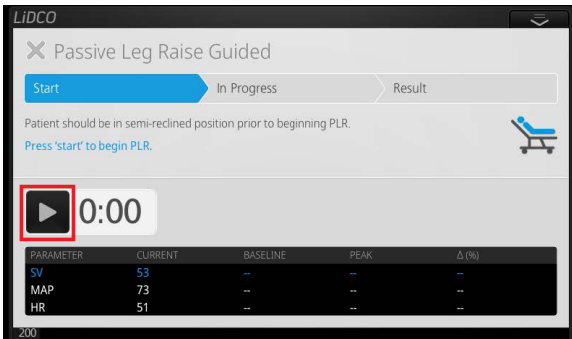 LiDCO
Passive Leg Raise Guided
Start In Progress Result
Patient should be in semi-reclined position prior to beginning PLR.
Press 'start' to begin PLR.
0:00
PARAMETER CURRENT BASELINE PEAK Δ (%)
SV 53 -- -- --
MAP 73 -- -- --
HR 51 -- -- --
200